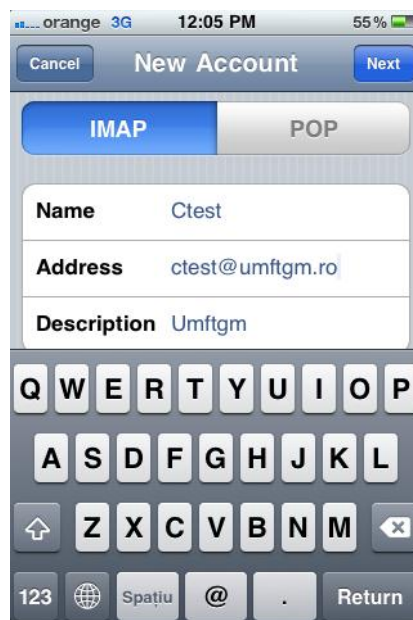 orange 3G 12:05 PM 55 %
Cancel New Account Next
IMAP POP
Name Ctest
Address ctest@umftgm.ro
Description Umftgm
Q W E R T Y U I O P
A S D F G H J K L
Z X C V B N M
123 Spațiu @ . Return